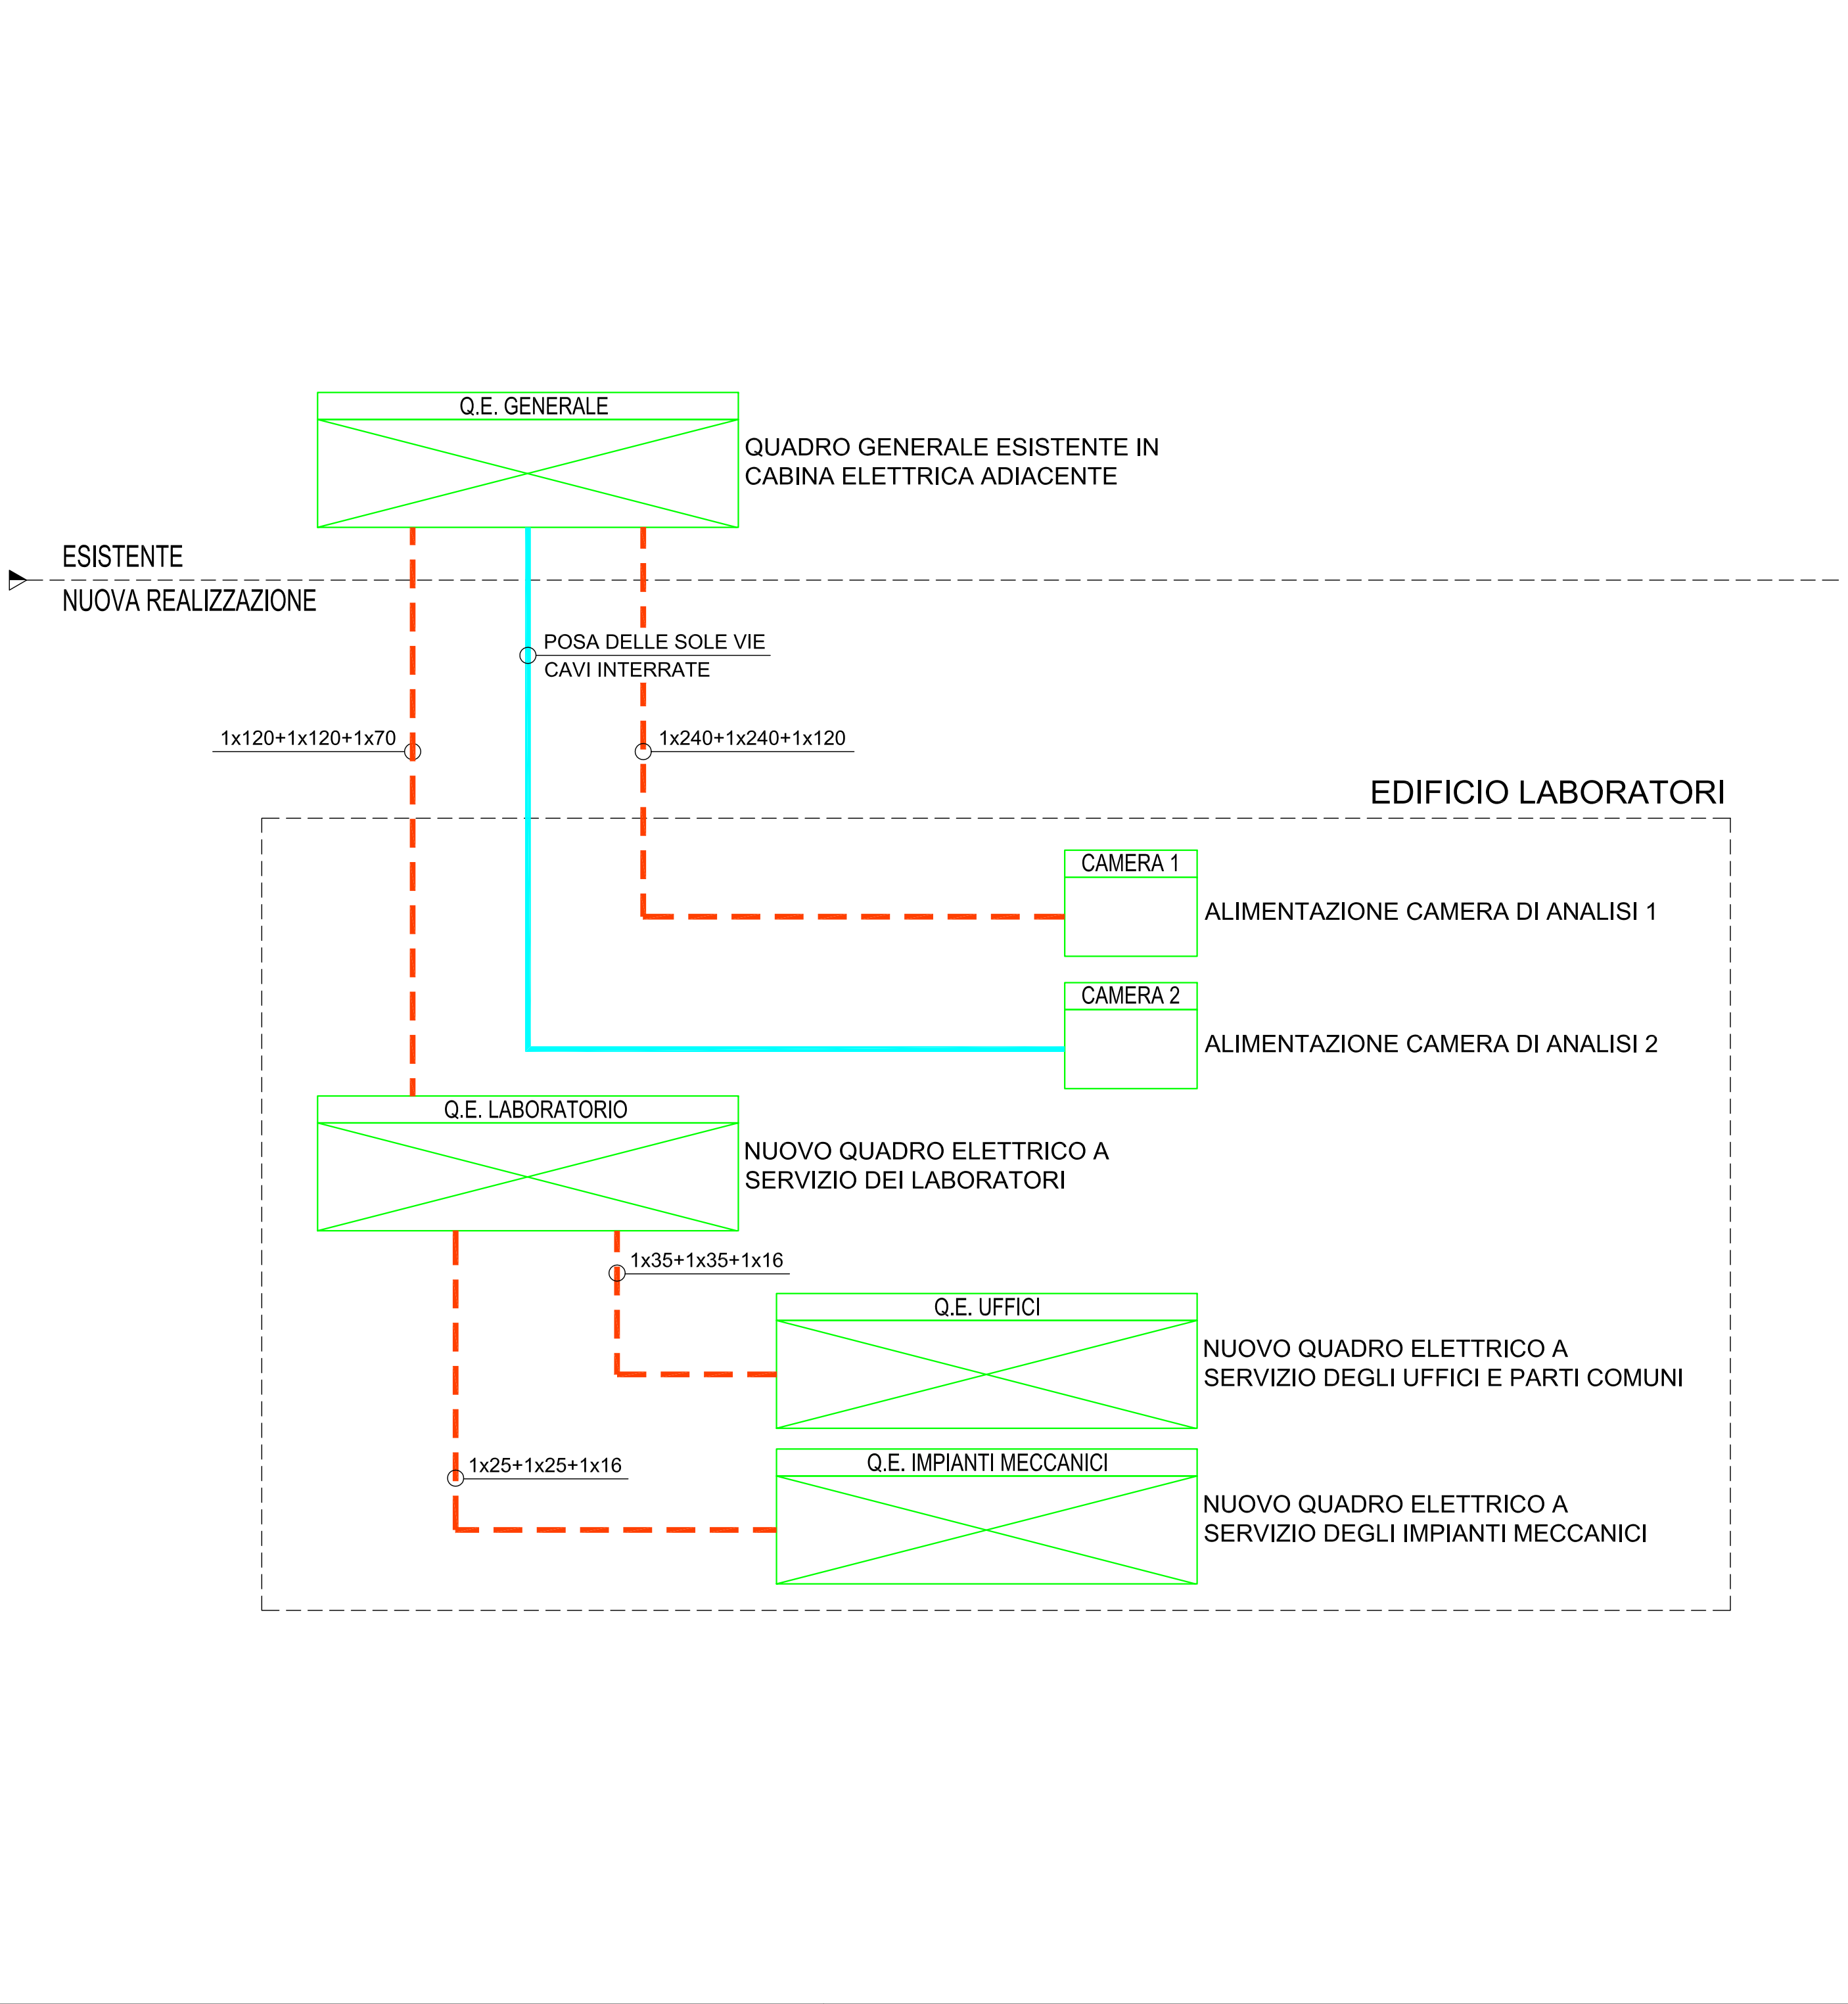 Q.E. GENERALE
QUADRO GENERALE ESISTENTE IN
CABINA ELETTRICA ADIACENTE
ESISTENTE
NUOVA REALIZZAZIONE
POSA DELLE SOLE VIE
CAVI INTERRATE
1x120+1x120+1x70
1x240+1x240+1x120
EDIFICIO LABORATORI
CAMERA 1
ALIMENTAZIONE CAMERA DI ANALISI 1
CAMERA 2
ALIMENTAZIONE CAMERA DI ANALISI 2
Q.E. LABORATORIO
NUOVO QUADRO ELETTRICO A
SERVIZIO DEI LABORATORI
1x35+1x35+1x16
Q.E. UFFICI
NUOVO QUADRO ELETTRICO A
SERVIZIO DEGLI UFFICI E PARTI COMUNI
1x25+1x25+1x16
Q.E. IMPIANTI MECCANICI
NUOVO QUADRO ELETTRICO A
SERVIZIO DEGLI IMPIANTI MECCANICI